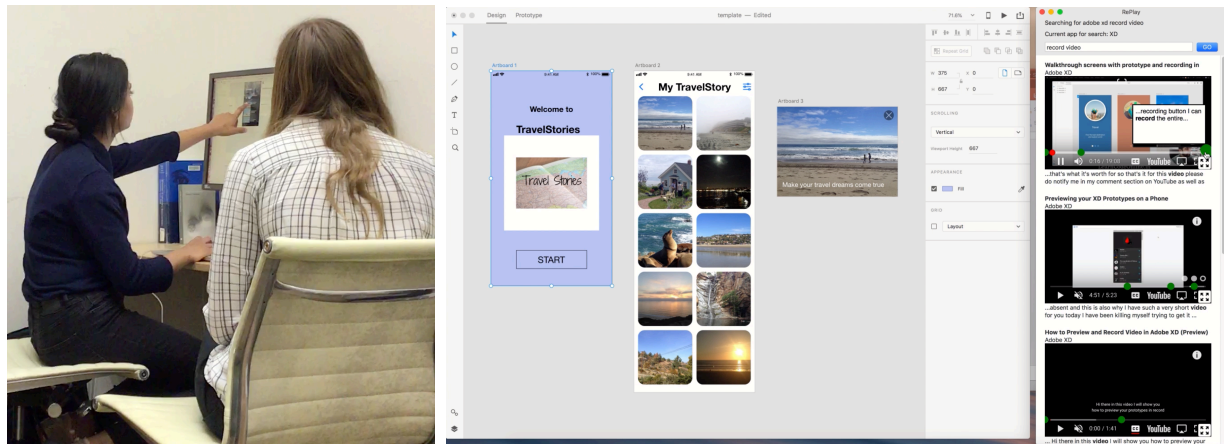 Design Prototype
template — Edited
71.6%
Artboard 1
9:41 AM
100%
Welcome to
TravelStories
Travel Stories
START
Artboard 2
9:41 AM
100%
My TravelStory
Artboard 3
Make your travel dreams come true
Repeat Grid
W 375 X 0
H 667 Y 0
SCROLLING
Vertical
Viewport Height 667
APPEARANCE
Fill
GRID
Layout
RePlay
Searching for adobe xd record video
Current app for search: XD
record video
GO
Walkthrough screens with prototype and recording in
Adobe XD
...recording button I can
record the entire...
0:16 / 19:08 YouTube
...that's what it's worth for so that's it for this video please
do notify me in my comment section on YouTube as well as
Previewing your XD Prototypes on a Phone
Adobe XD
4:51 / 5:23 YouTube
...absent and this is also why I have such a very short video
for you today I have been killing myself trying to get it ...
How to Preview and Record Video in Adobe XD (Preview)
Adobe XD
Hi there in this video I will show you
how to preview your prototypes in record
0:00 / 1:41 YouTube
... Hi there in this video I will show you how to preview your